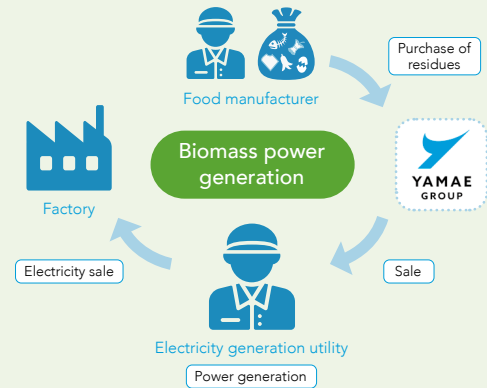 Purchase of
residues
Food manufacturer
Biomass power
generation
YAMAE
GROUP
Factory
Electricity sale
Sale
Electricity generation utility
Power generation